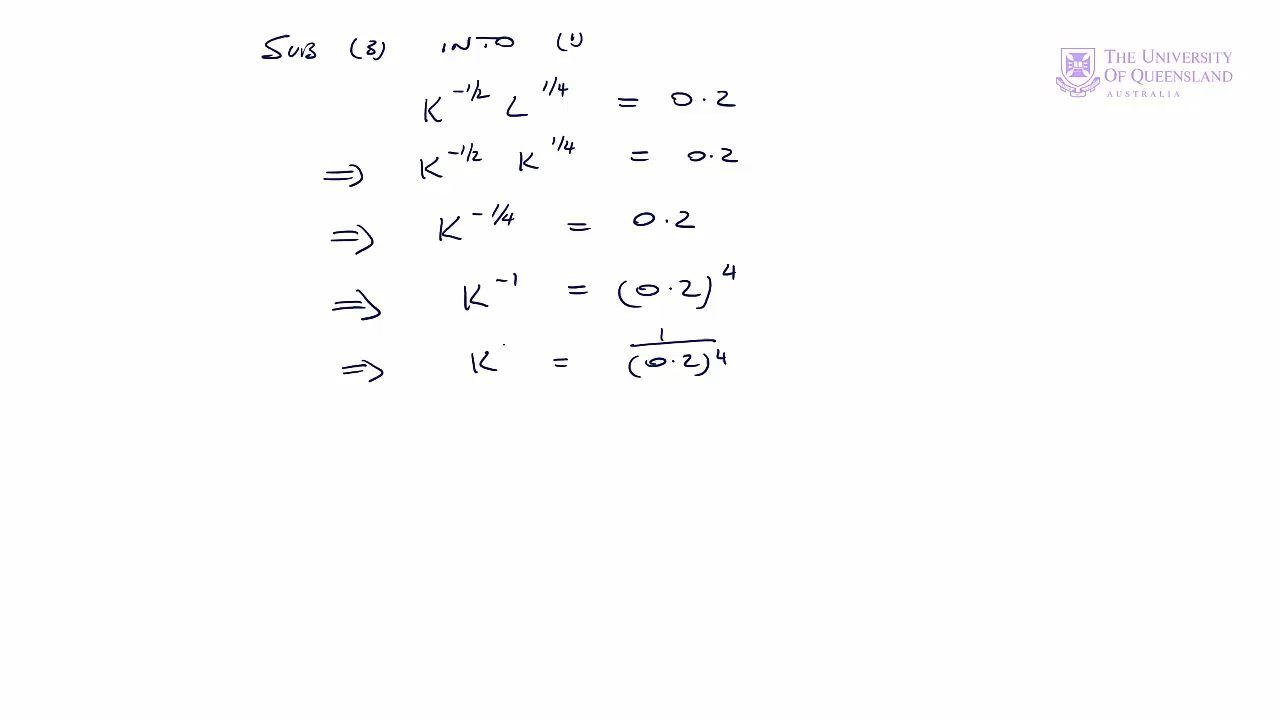 SUB (3) INTO (1)
K^{-1/2} L^{1/4} = 0.2
⇒ K^{-1/2} K^{1/4} = 0.2
⇒ K^{-1/4} = 0.2
⇒ K^{-1} = (0.2)^4
⇒ K = \frac{1}{(0.2)^4}
THE UNIVERSITY
OF QUEENSLAND
AUSTRALIA